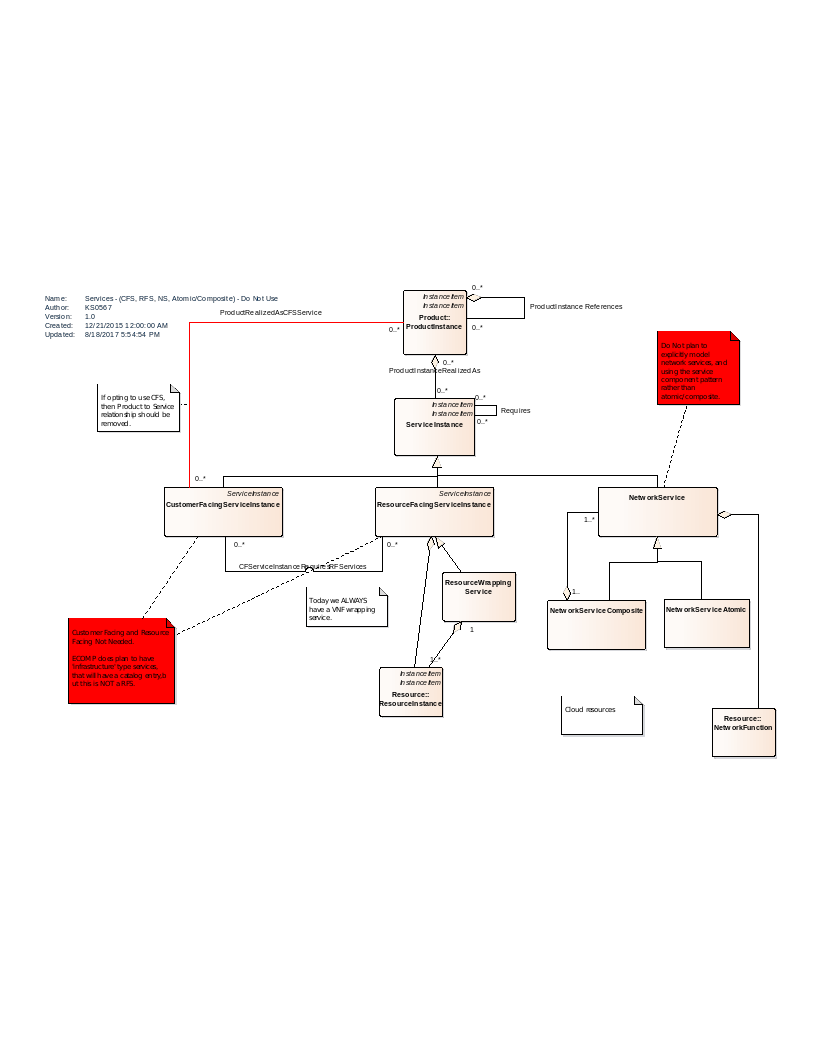 Name: Services - (CFS, RFS, NS, Atomic/Composite) - Do Not Use
Author: KS0567
Version: 1.0
Created: 12/21/2015 12:00:00 AM
Updated: 8/18/2017 5:54:54 PM
InstanceItem
InstanceItem
Product::
ProductInstance
0..*
0..*
ProductInstance References
ProductRealizedAsCFSService
0..*
0..*
0..*
ProductInstanceRealizedAs
0..*
InstanceItem
InstanceItem
ServiceInstance
0..*
0..*
Requires
If opting to use CFS,
then Product to Service
relationship should be
removed.
Do Not plan to
explicitly model
network services, and
using the service
component pattern
rather than
atomic/composite.
ServiceInstance
CustomerFacingServiceInstance
ServiceInstance
ResourceFacingServiceInstance
NetworkService
0..*
0..*
CFServiceInstanceRequiresRFServices
1..*
1..
Today we ALWAYS
have a VNF wrapping
service.
ResourceWrapping
Service
1
1..*
InstanceItem
InstanceItem
Resource::
ResourceInstance
NetworkServiceComposite
NetworkServiceAtomic
Customer Facing and Resource
Facing Not Needed.
ECOMP does plan to have
'infrastructure' type services,
that will have a catalog entry,b
ut this is NOT a RFS.
Cloud resources
Resource::
NetworkFunction